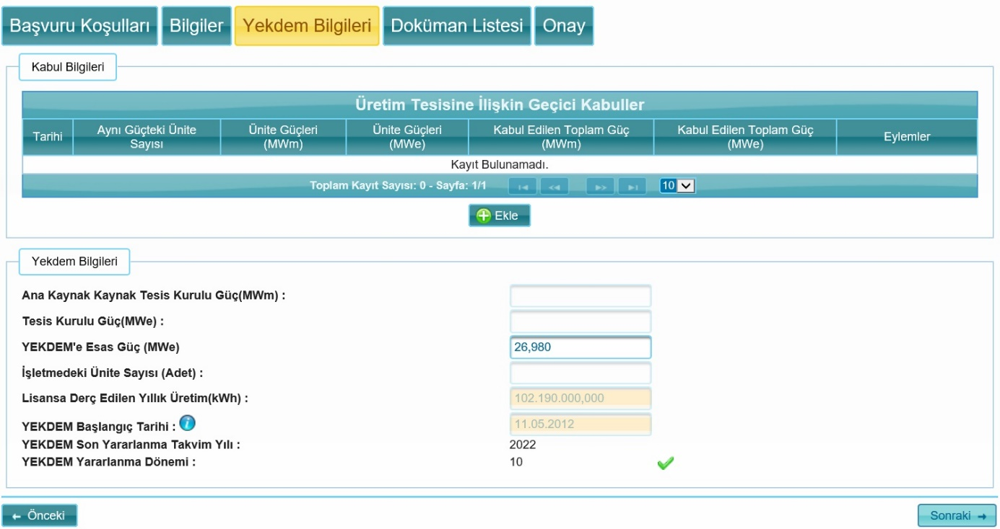 Başvuru Koşulları Bilgiler Yekdem Bilgileri Doküman Listesi Onay
Kabul Bilgileri
Üretim Tesisine İlişkin Geçici Kabuller
Tarihi
Aynı Güçteki Ünite
Sayısı
Ünite Güçleri
(MWm)
Ünite Güçleri
(MWe)
Kabul Edilen Toplam Güç
(MWm)
Kabul Edilen Toplam Güç
(MWe)
Eylemler
Kayıt Bulunamadı.
Toplam Kayıt Sayısı: 0 - Sayfa: 1/1 10
Ekle
Yekdem Bilgileri
Ana Kaynak Kaynak Tesis Kurulu Güç(MWm) :
Tesis Kurulu Güç(MWe) :
YEKDEM'e Esas Güç (MWe) 26,980
İşletmedeki Ünite Sayısı (Adet) :
Lisansa Derç Edilen Yıllık Üretim(kWh) : 102.190.000,000
YEKDEM Başlangıç Tarihi : 11.05.2012
YEKDEM Son Yararlanma Takvim Yılı : 2022
YEKDEM Yararlanma Dönemi : 10
Önceki Sonraki